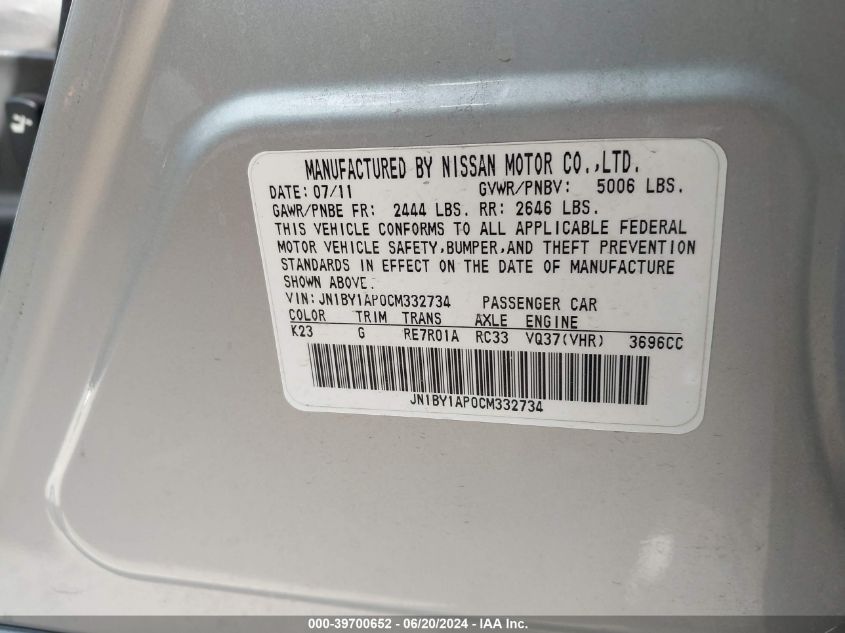 MANUFACTURED BY NISSAN MOTOR CO.,LTD.
DATE: 07/11 GVWR/PNBV: 5006 LBS.
GAWR/PNBE FR: 2444 LBS. RR: 2646 LBS.
THIS VEHICLE CONFORMS TO ALL APPLICABLE FEDERAL
MOTOR VEHICLE SAFETY,BUMPER,AND THEFT PREVENTION
STANDARDS IN EFFECT ON THE DATE OF MANUFACTURE
SHOWN ABOVE.
VIN: JN1BY1AP0CM332734 PASSENGER CAR
COLOR TRIM TRANS AXLE ENGINE
K23 G RE7R01A RC33 VQ37(VHR) 3696CC
JN1BY1AP0CM332734
000-39700652 - 06/20/2024 - IAA Inc.